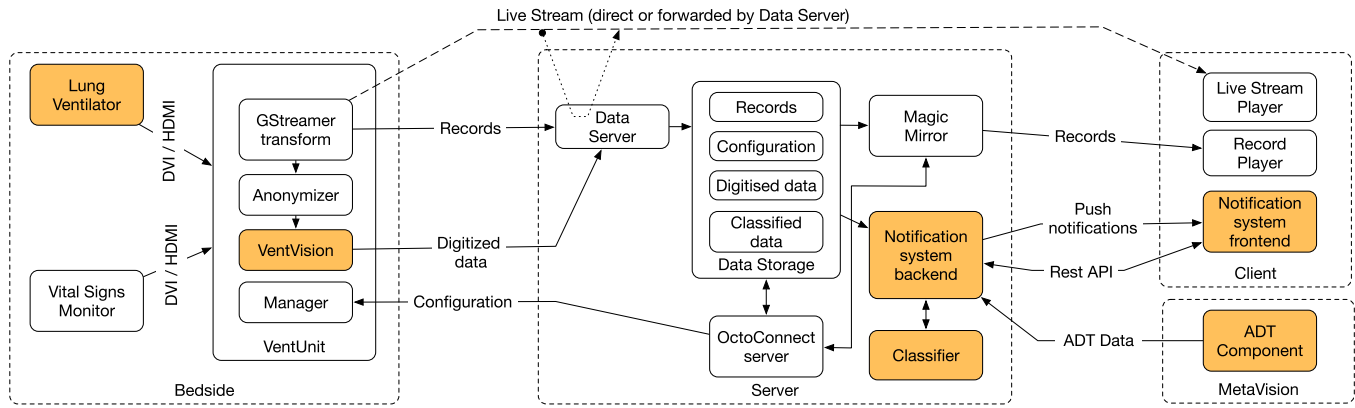 Live Stream (direct or forwarded by Data Server)
Lung
Ventilator
DVI / HDMI
DVI / HDMI
Vital Signs
Monitor
GStreamer
transform
Anonymizer
VentVision
Manager
VentUnit
Bedside
Records
Digitized
data
Configuration
Data
Server
Records
Configuration
Digitised data
Classified
data
Data Storage
OctoConnect
server
Magic
Mirror
Notification
system
backend
Classifier
Server
Records
Push
notifications
Rest API
ADT Data
Live Stream
Player
Record
Player
Notification
system
frontend
Client
ADT
Component
MetaVision